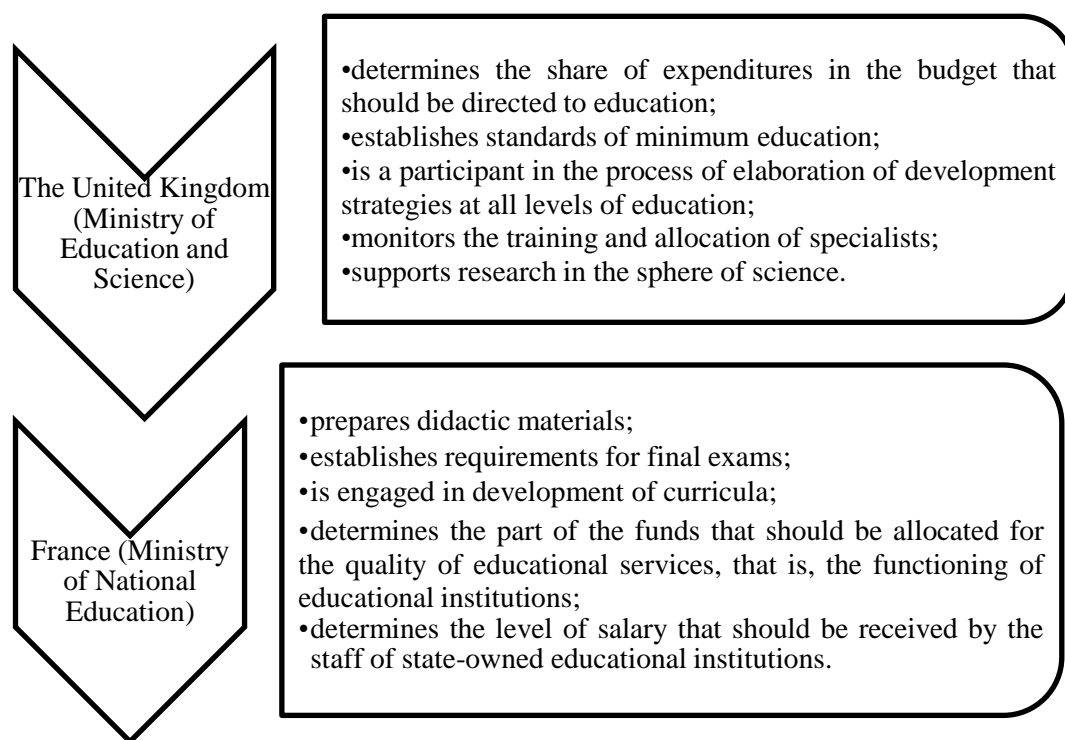 The United Kingdom
(Ministry of
Education and
Science)
•determines the share of expenditures in the budget that
should be directed to education;
•establishes standards of minimum education;
•is a participant in the process of elaboration of development
strategies at all levels of education;
•monitors the training and allocation of specialists;
•supports research in the sphere of science.
France (Ministry
of National
Education)
•prepares didactic materials;
•establishes requirements for final exams;
•is engaged in development of curricula;
•determines the part of the funds that should be allocated for
the quality of educational services, that is, the functioning of
educational institutions;
•determines the level of salary that should be received by the
staff of state-owned educational institutions.